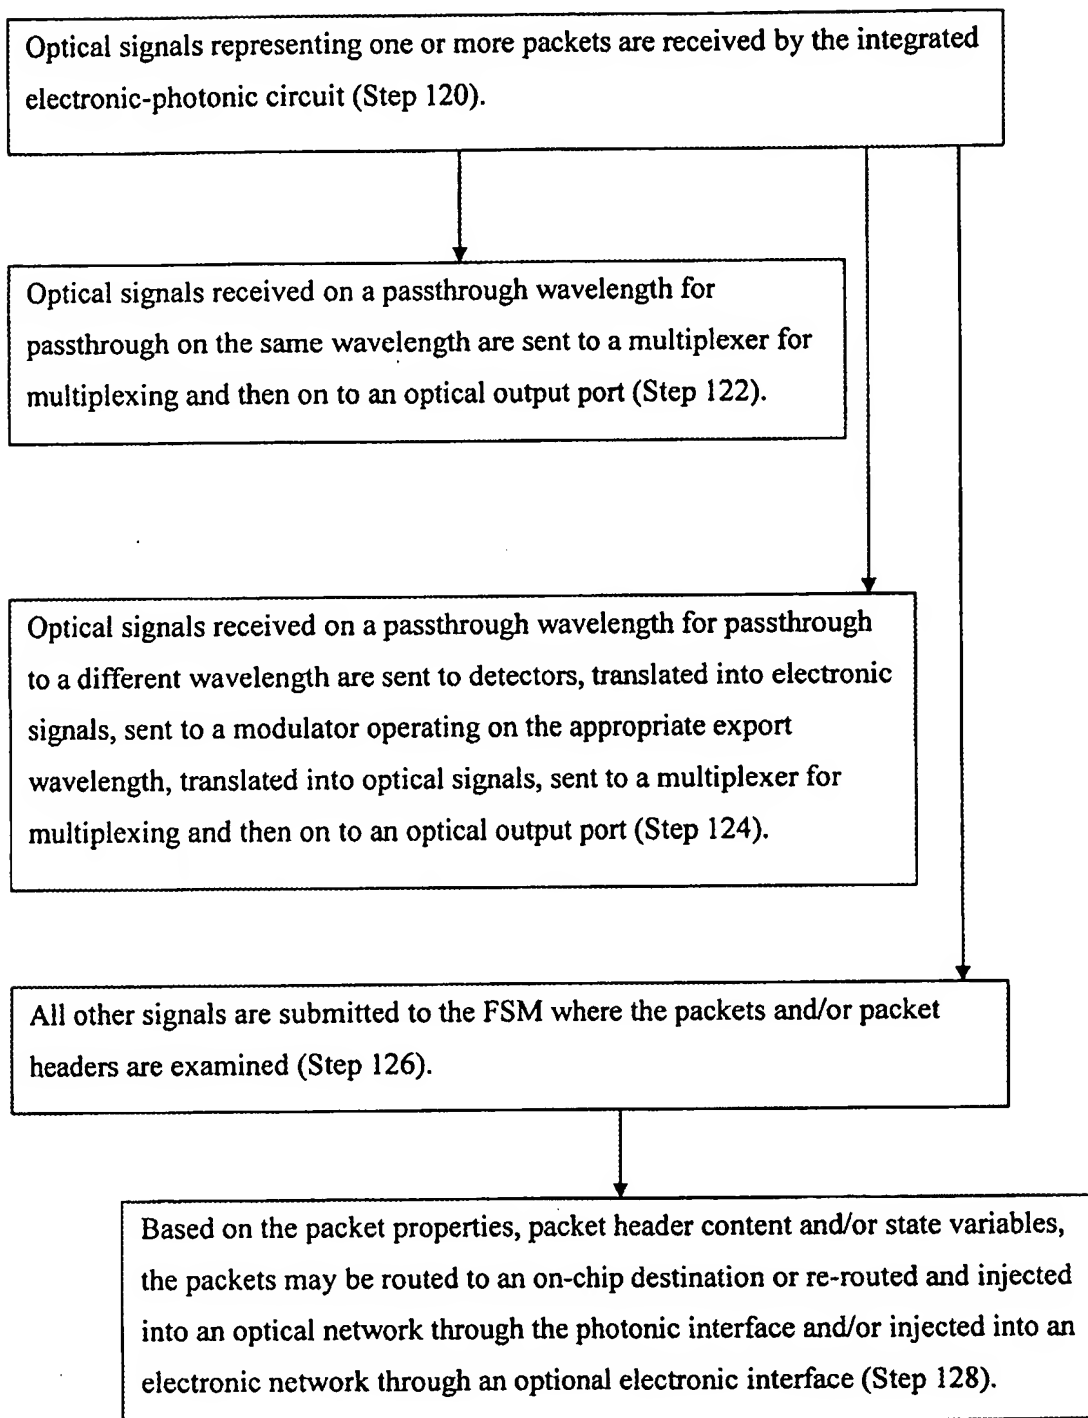 Optical signals representing one or more packets are received by the integrated
electronic-photonic circuit (Step 120).
Optical signals received on a passthrough wavelength for
passthrough on the same wavelength are sent to a multiplexer for
multiplexing and then on to an optical output port (Step 122).
Optical signals received on a passthrough wavelength for passthrough
to a different wavelength are sent to detectors, translated into electronic
signals, sent to a modulator operating on the appropriate export
wavelength, translated into optical signals, sent to a multiplexer for
multiplexing and then on to an optical output port (Step 124).
All other signals are submitted to the FSM where the packets and/or packet
headers are examined (Step 126).
Based on the packet properties, packet header content and/or state variables,
the packets may be routed to an on-chip destination or re-routed and injected
into an optical network through the photonic interface and/or injected into an
electronic network through an optional electronic interface (Step 128).